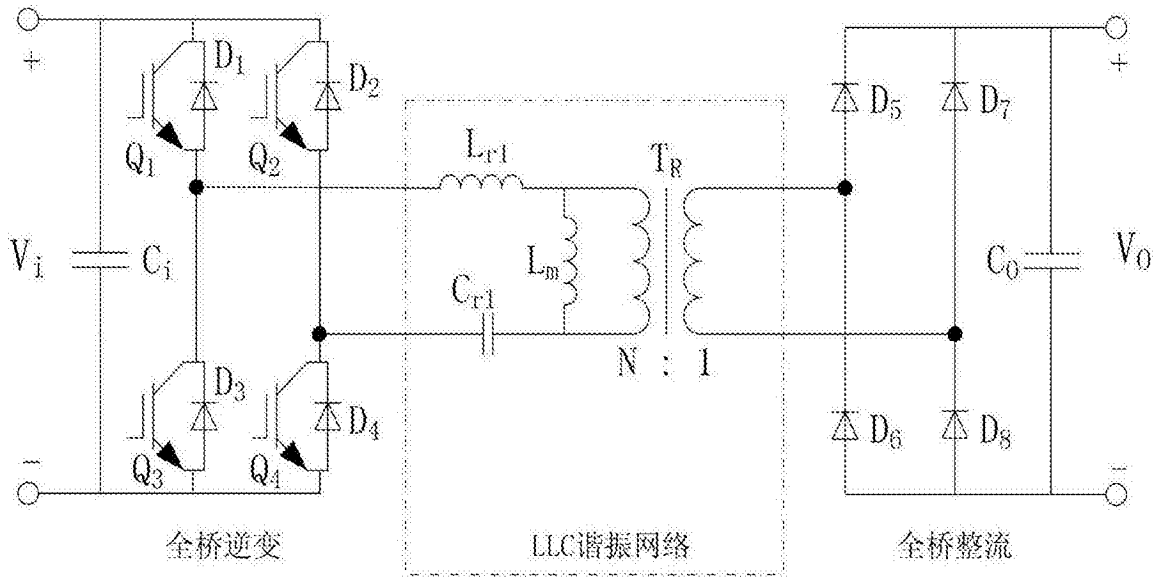 +
D₁
D₂
Q₁
Q₂
Vᵢ
Cᵢ
D₃
D₄
Q₃
Q₄
−
全桥逆变
Lr1
TR
Lm
Cr1
N : 1
LLC谐振网络
D₅
D₇
+
C₀
V₀
D₆
D₈
−
全桥整流